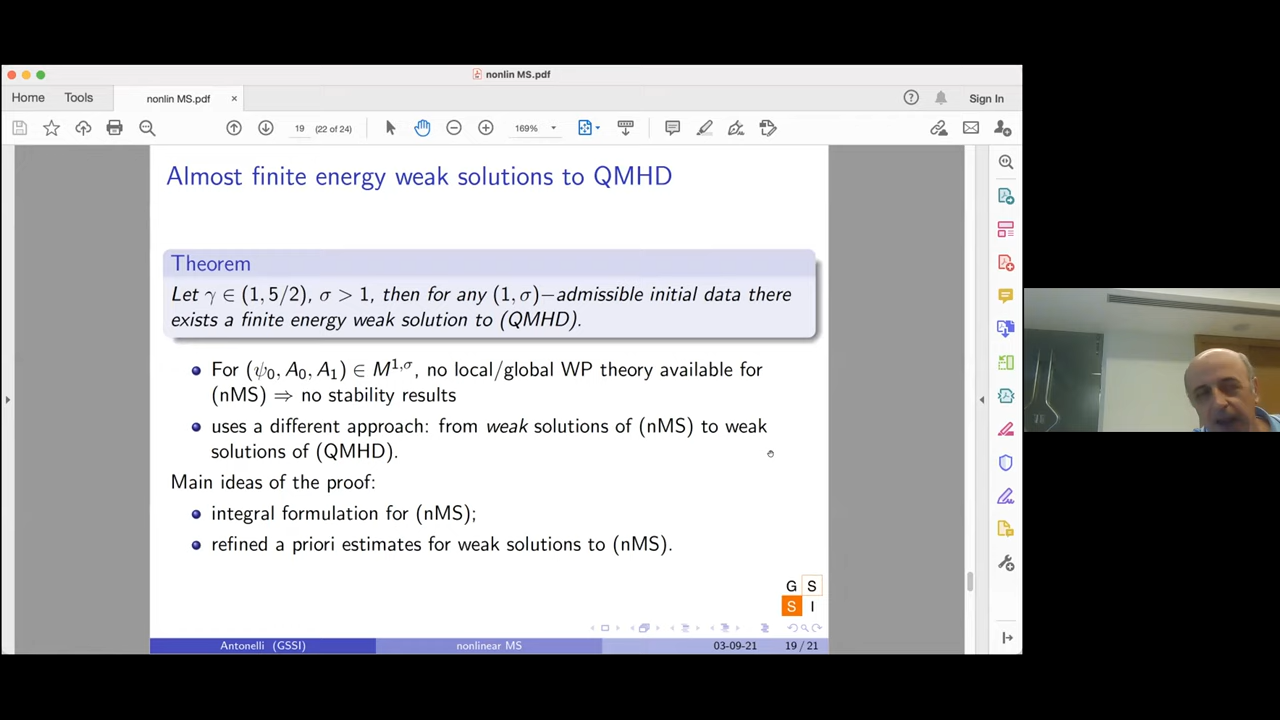 nonlin MS.pdf
Home Tools nonlin MS.pdf × Sign In
19 (22 of 24) 169%
Almost finite energy weak solutions to QMHD
Theorem
Let γ ∈ (1, 5/2), σ > 1, then for any (1, σ)−admissible initial data there
exists a finite energy weak solution to (QMHD).
For (ψ₀, A₀, A₁) ∈ M¹,σ, no local/global WP theory available for
(nMS) ⇒ no stability results
uses a different approach: from weak solutions of (nMS) to weak
solutions of (QMHD).
Main ideas of the proof:
integral formulation for (nMS);
refined a priori estimates for weak solutions to (nMS).
G S
S I
Antonelli (GSSI) nonlinear MS 03-09-21 19 / 21